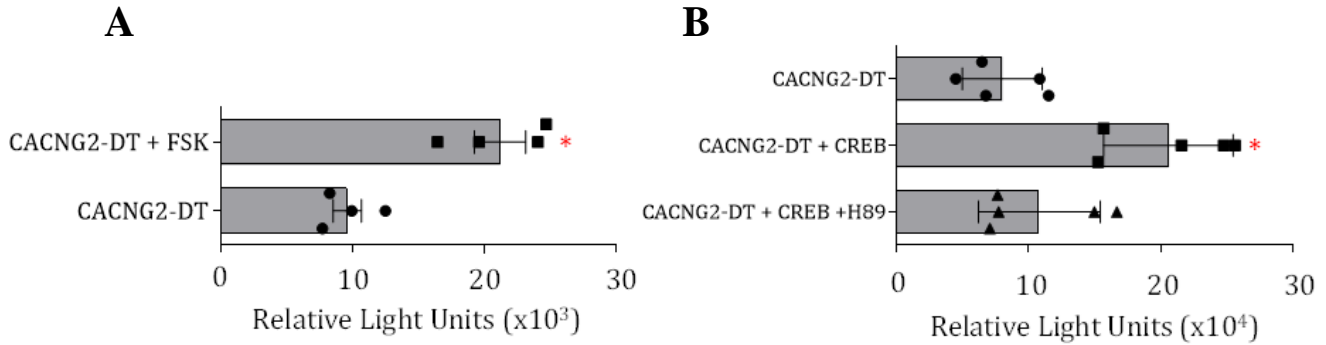 A
CACNG2-DT + FSK
*
CACNG2-DT
0 10 20 30
Relative Light Units (x10³)
B
CACNG2-DT
CACNG2-DT + CREB
*
CACNG2-DT + CREB +H89
0 10 20 30
Relative Light Units (x10⁴)